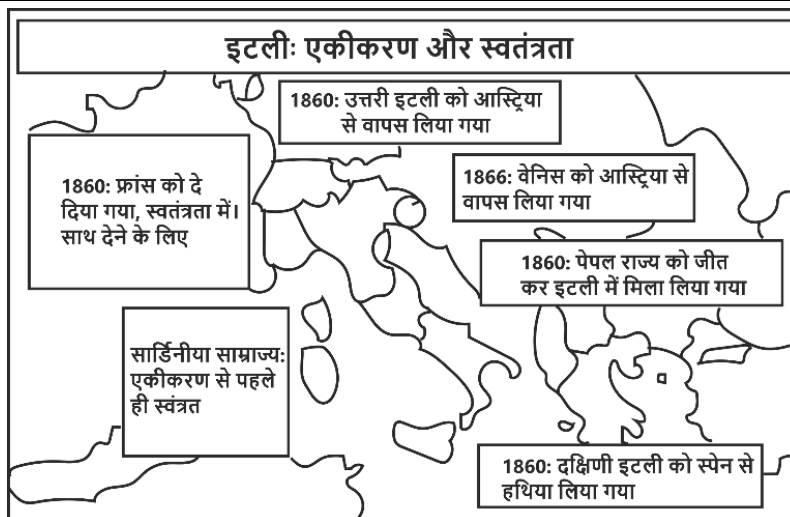 इटलीः एकीकरण और स्वतंत्रता
1860: उत्तरी इटली को आस्ट्रिया
से वापस लिया गया
1860: फ्रांस को दे
दिया गया, स्वतंत्रता में।
साथ देने के लिए
1866: वेनिस को आस्ट्रिया से
वापस लिया गया
1860: पेपल राज्य को जीत
कर इटली में मिला लिया गया
सार्डिनीया साम्राज्य:
एकीकरण से पहले
ही स्वंत्रत
1860: दक्षिणी इटली को स्पेन से
हथिया लिया गया